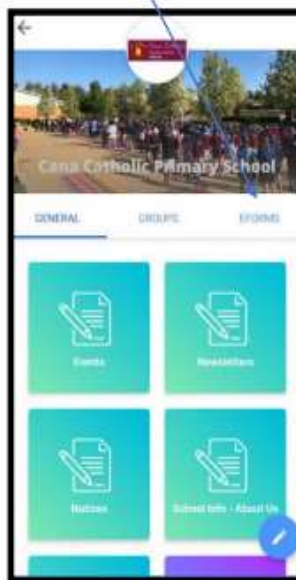 Cana Catholic Primary School
GENERAL GROUPS EFORMS
Events Newsletters
Notices School Info - About Us